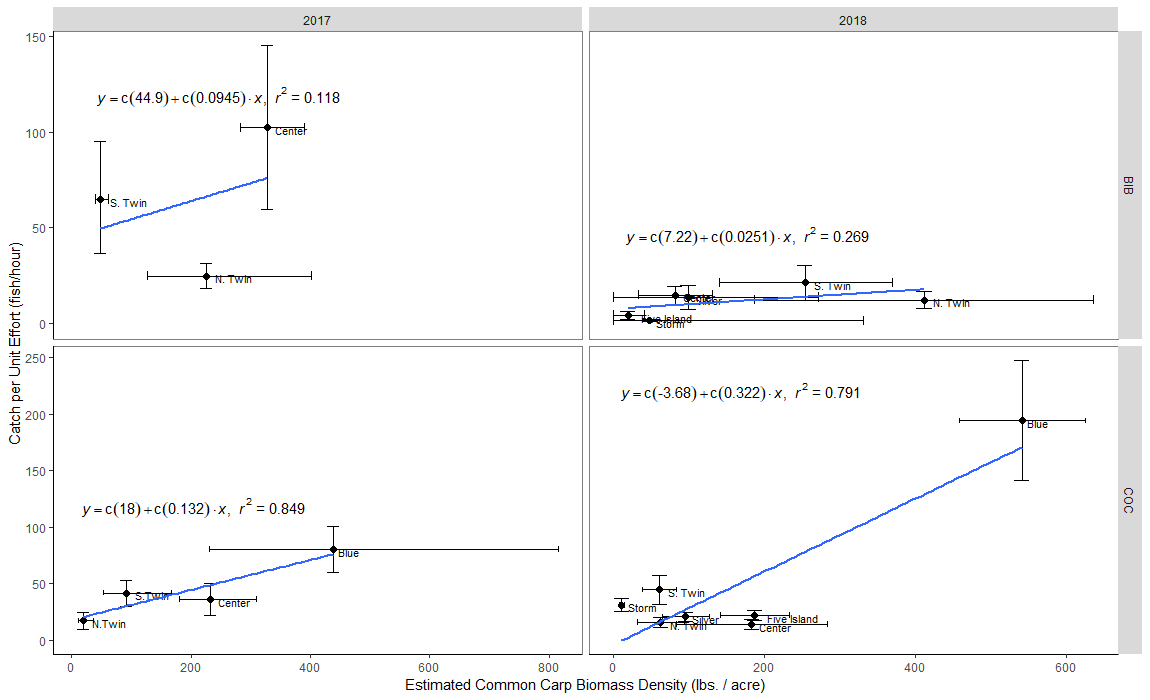 2017
2018
150
100
50
0
Catch per Unit Effort (fish/hour)
y = c(44.9) + c(0.0945) · x, r² = 0.118
Center
S. Twin
N. Twin
y = c(7.22) + c(0.0251) · x, r² = 0.269
S. Twin
Center
Silver
N. Twin
Five Island
Storm
BIB
250
200
150
100
50
0
y = c(18) + c(0.132) · x, r² = 0.849
Blue
S.Twin
Center
N.Twin
y = c(-3.68) + c(0.322) · x, r² = 0.791
Blue
S. Twin
Storm
Silver
Five Island
N. Twin
Center
COC
0 200 400 600 800
0 200 400 600
Estimated Common Carp Biomass Density (lbs. / acre)